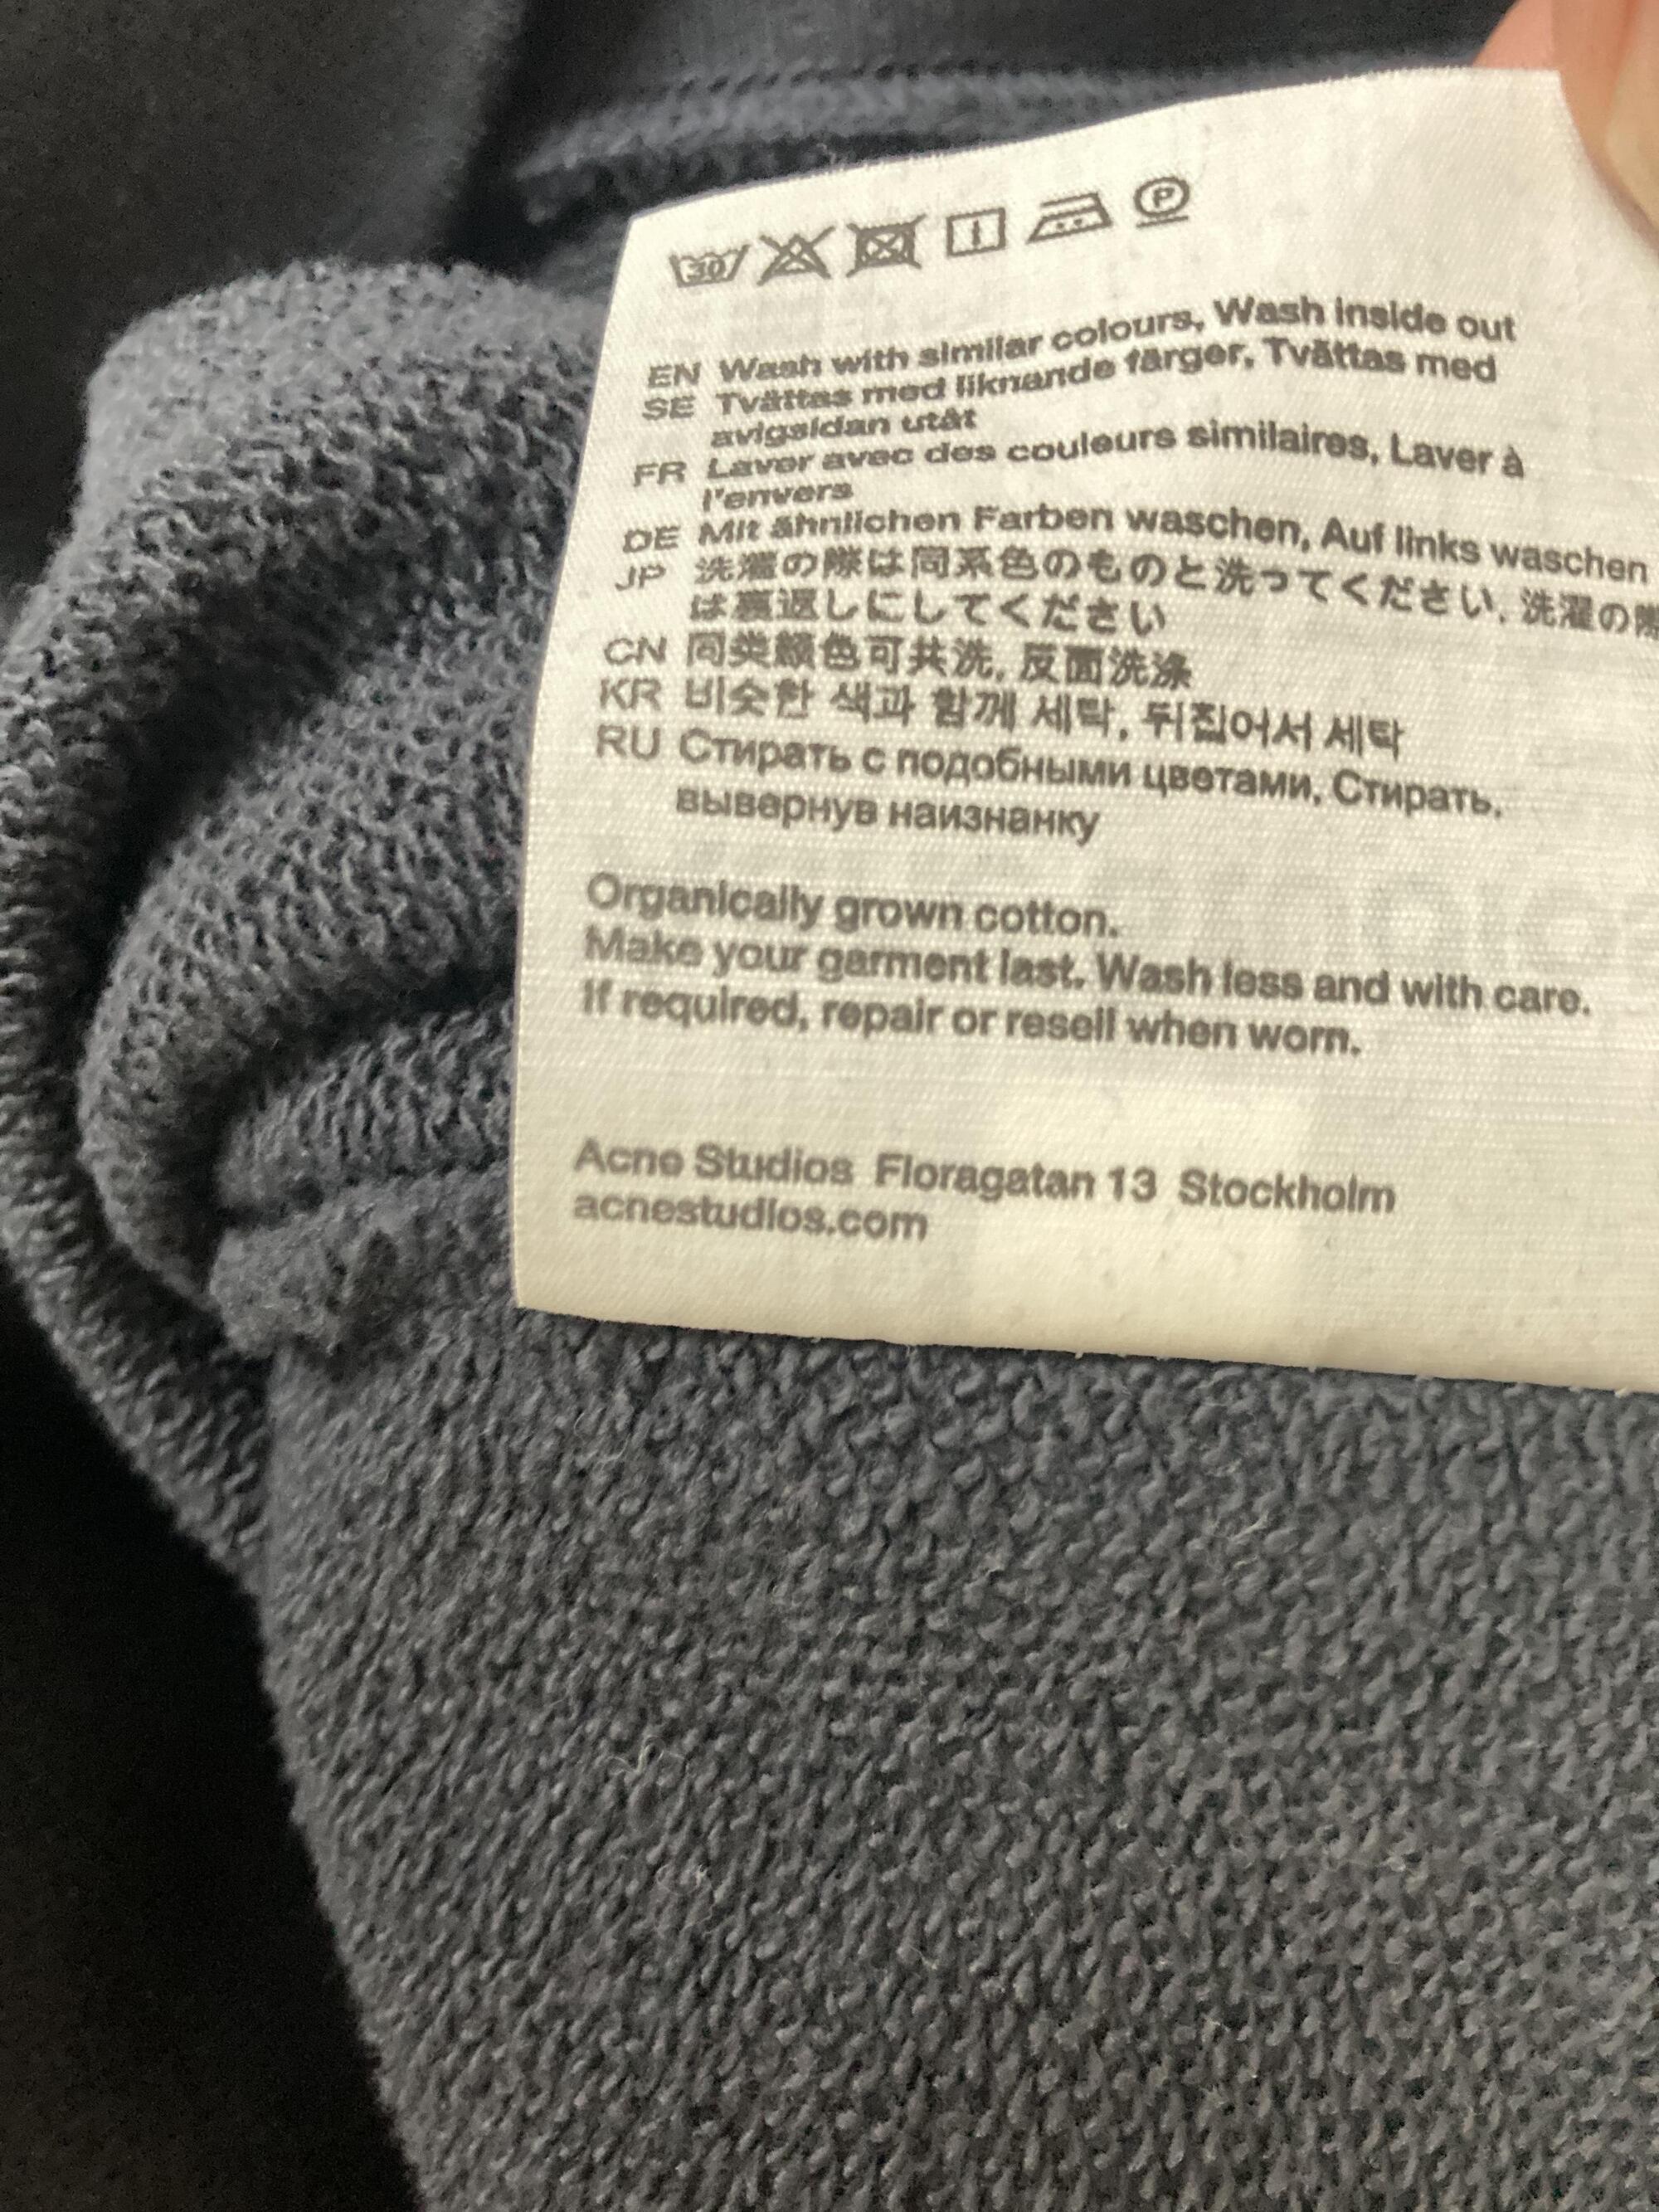 30
P
EN Wash with similar colours, Wash inside out
SE Tvättas med liknande färger, Tvättas med
avigsidan utåt
FR Laver avec des couleurs similaires, Laver à
l'envers
DE Mit ähnlichen Farben waschen, Auf links waschen
JP 洗濯の際は同系色のものと洗ってください, 洗濯の際
は裏返しにしてください
CN 同类颜色可共洗, 反面洗涤
KR 비슷한 색과 함께 세탁, 뒤집어서 세탁
RU Стирать с подобными цветами, Стирать,
вывернув наизнанку
Organically grown cotton.
Make your garment last. Wash less and with care.
If required, repair or resell when worn.
Acne Studios Floragatan 13 Stockholm
acnestudios.com